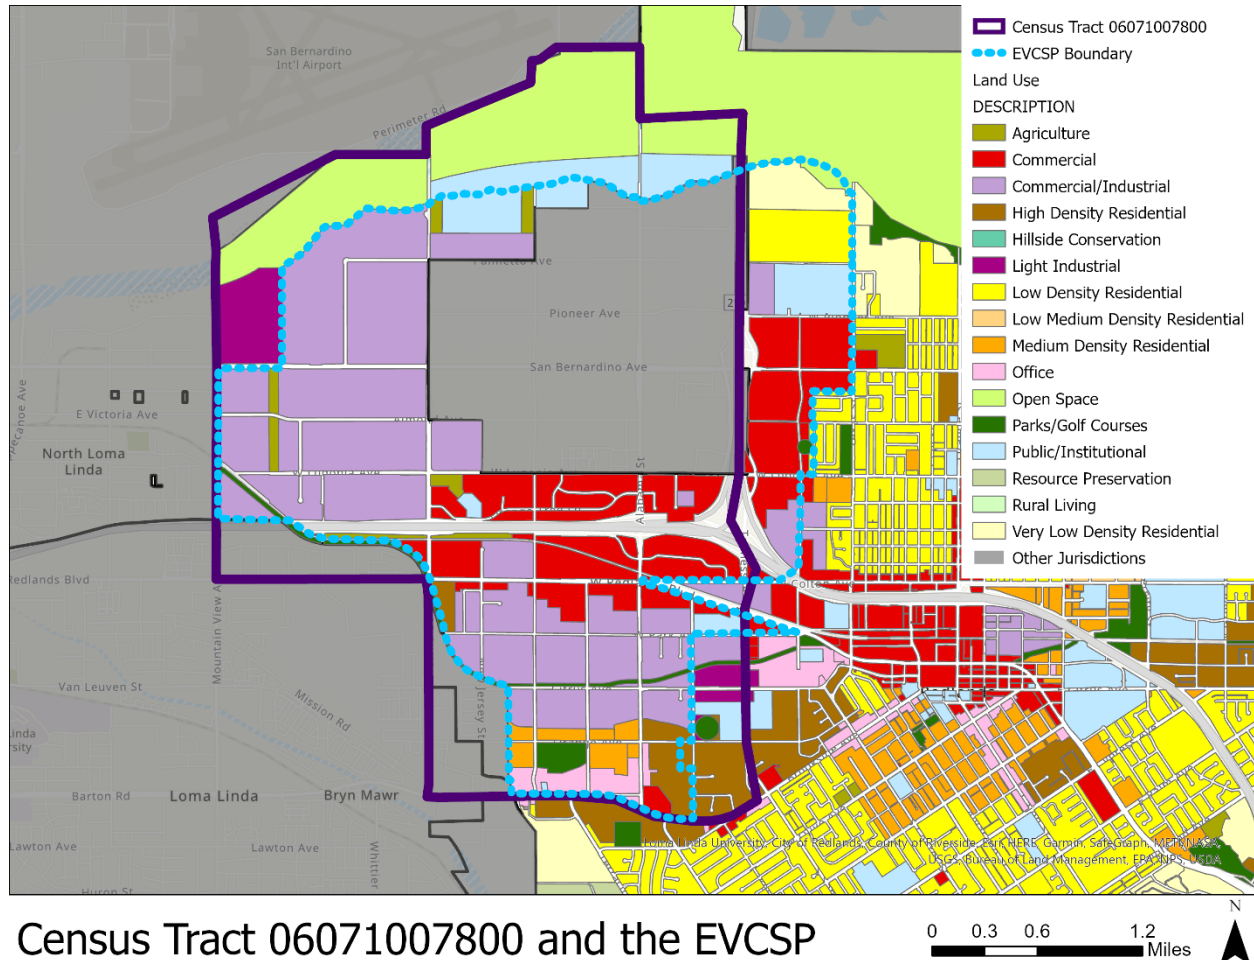 San Bernardino
Int'l Airport
Perimeter Rd
Palmetto Ave
2
Pioneer Ave
San Bernardino Ave
E Victoria Ave
North Loma
Linda
Alabama St
Redlands Blvd
Colton Ave
Mountain View A
Van Leuven St
Mission Rd
Jersey St
Barton Rd
Loma Linda
Bryn Mawr
Lawton Ave
Lawton Ave
Whittier
Huron St
Loma Linda University, City of Redlands, County of Riverside, Esri, HERE, Garmin, SafeGraph, METI/NASA,
USGS, Bureau of Land Management, EPA, NPS, USDA
Census Tract 06071007800
EVCSP Boundary
Land Use
DESCRIPTION
Agriculture
Commercial
Commercial/Industrial
High Density Residential
Hillside Conservation
Light Industrial
Low Density Residential
Low Medium Density Residential
Medium Density Residential
Office
Open Space
Parks/Golf Courses
Public/Institutional
Resource Preservation
Rural Living
Very Low Density Residential
Other Jurisdictions
Census Tract 06071007800 and the EVCSP
0 0.3 0.6 1.2
Miles
N